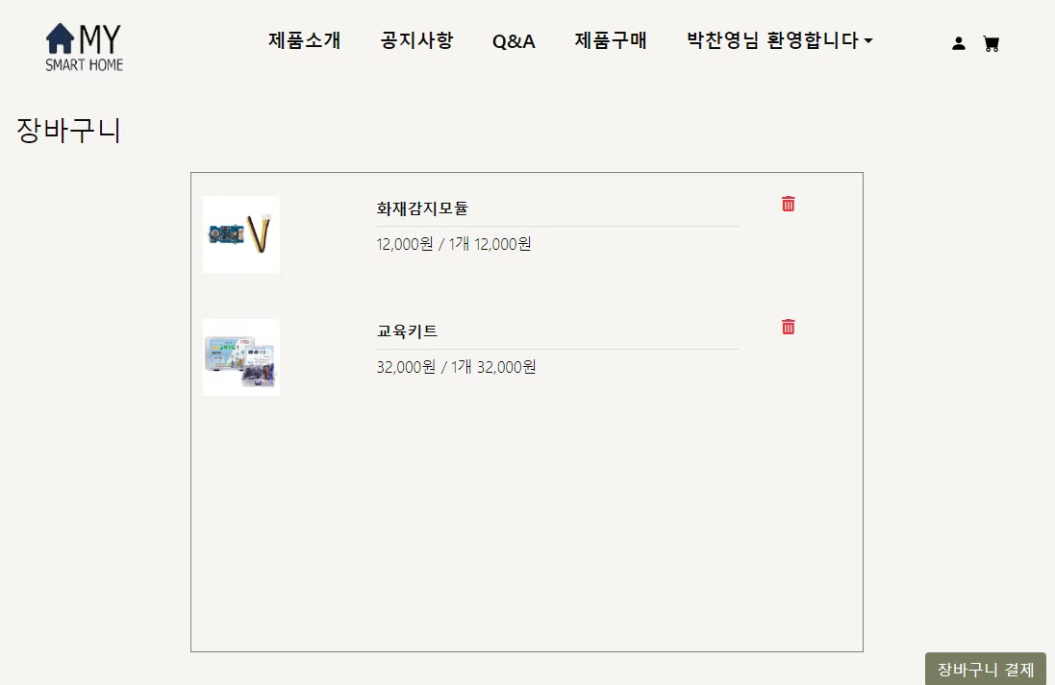 MY
SMART HOME
제품소개 공지사항 Q&A 제품구매 박찬영님 환영합니다
장바구니
화재감지모듈
12,000원 / 1개 12,000원
교육키트
32,000원 / 1개 32,000원
장바구니 결제